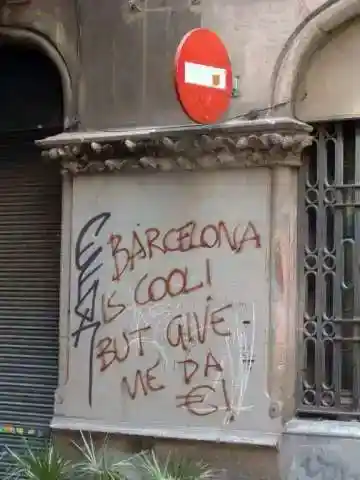 BARCELONA
IS COOL!
BUT GIVE
ME DA
€!